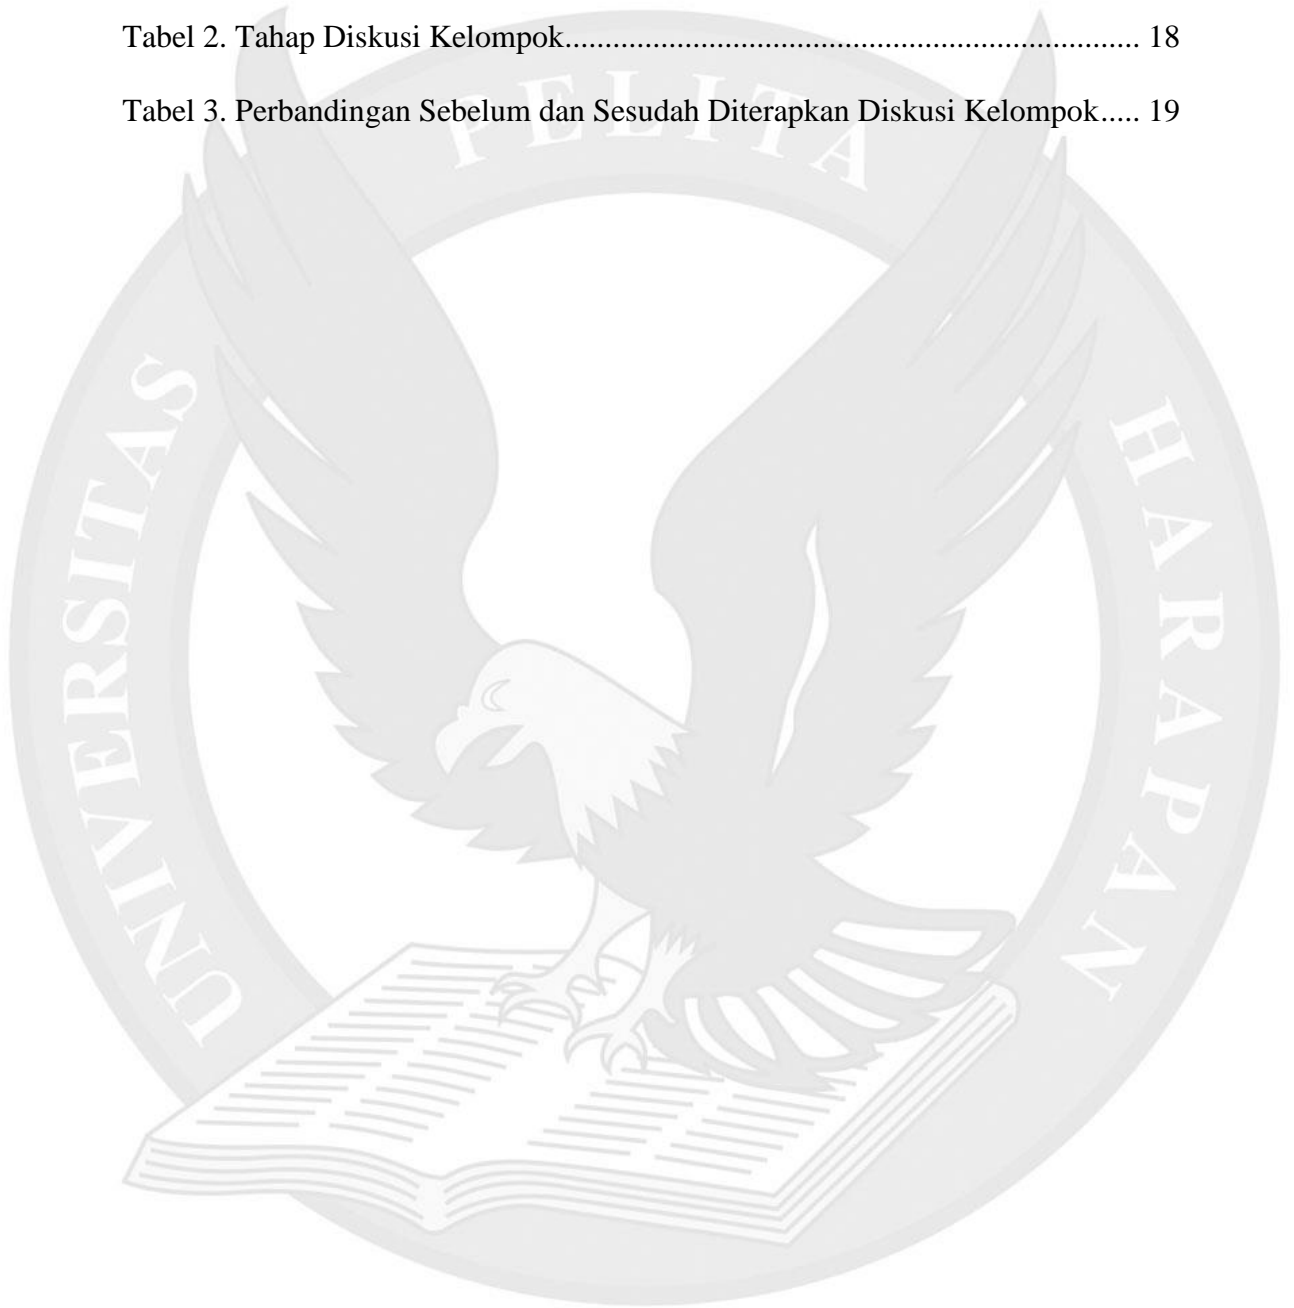 Tabel 2. Tahap Diskusi Kelompok....................................................................... 18
Tabel 3. Perbandingan Sebelum dan Sesudah Diterapkan Diskusi Kelompok..... 19
UNIVERSITAS PELITA HARAPAN